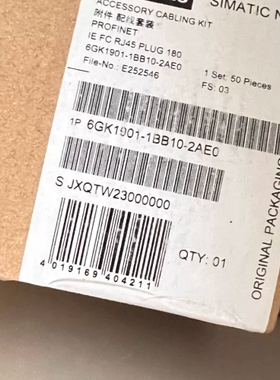 SIMATIC N
ACCESSORY CABLING KIT
附件 配线套装
PROFINET
IE FC RJ45 PLUG 180
6GK1901-1BB10-2AE0
File-No.: E252546
1 Set: 50 Pieces
FS: 03
1P 6GK1901-1BB10-2AE0
S JXQTW23000000
QTY: 01
4 019169 404211
ORIGINAL PACKAGING